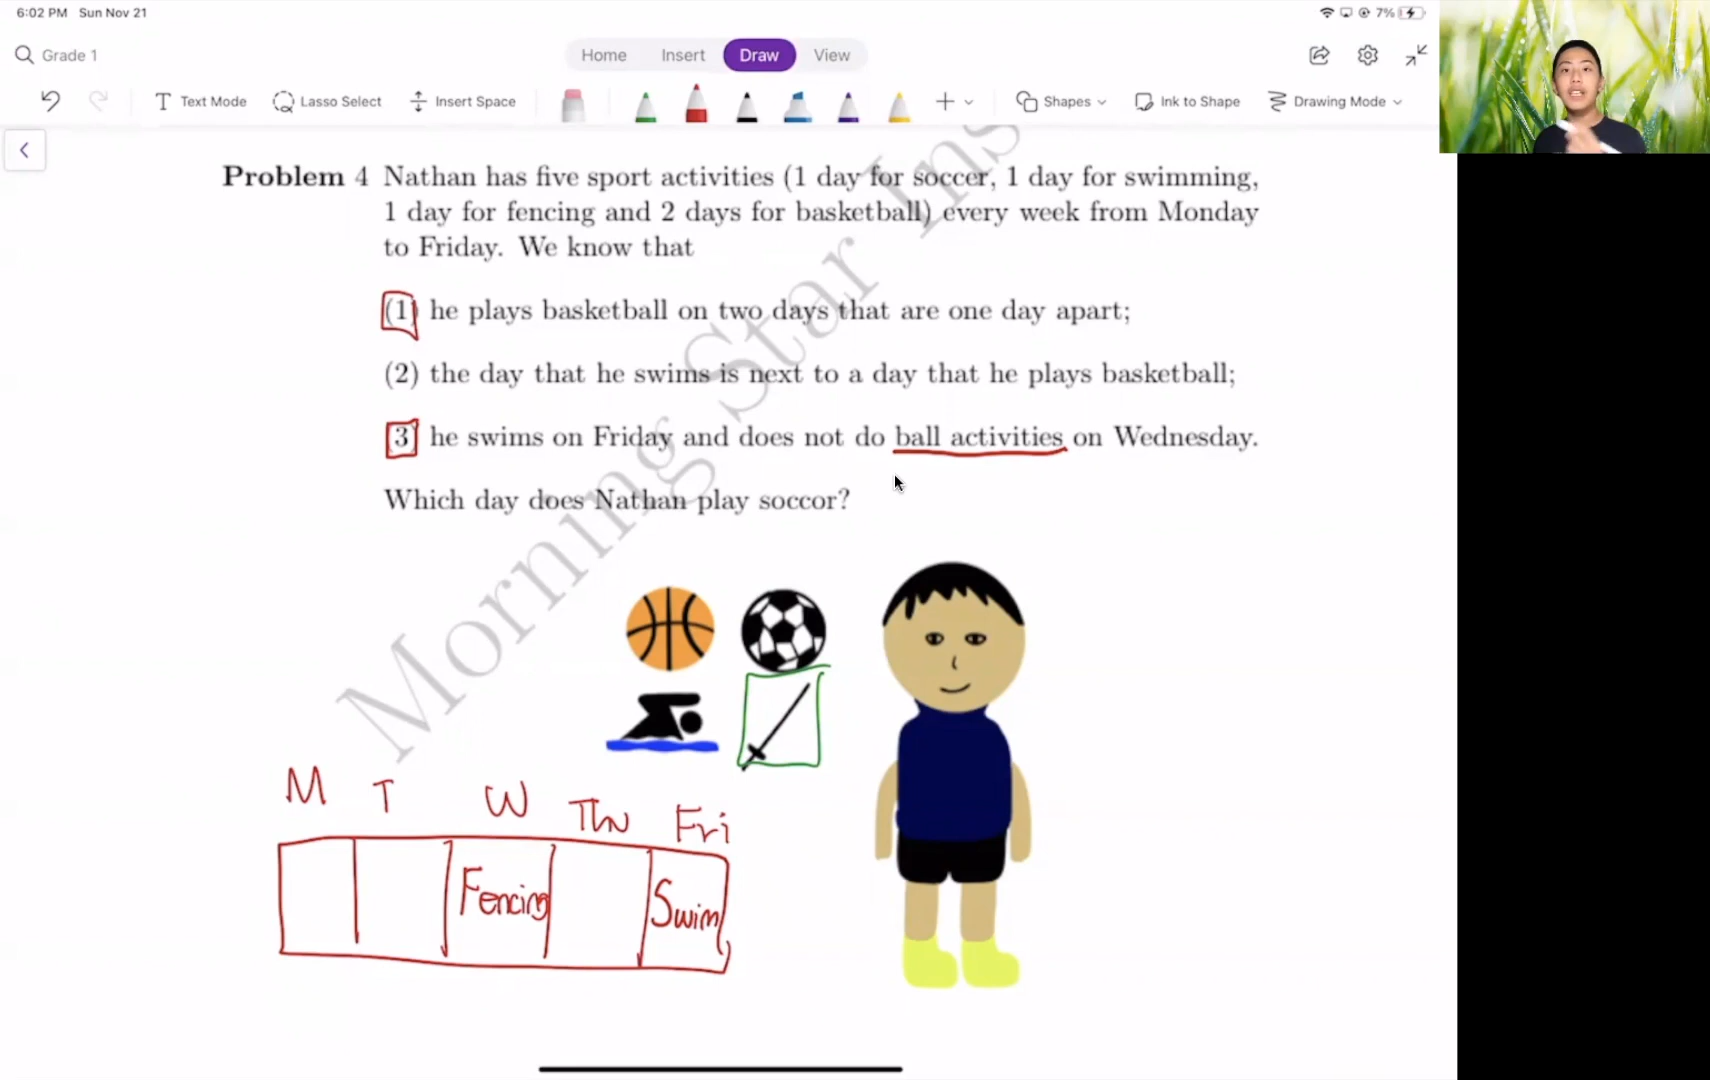 6:02 PM Sun Nov 21
7%
Grade 1
Home Insert Draw View
Text Mode Lasso Select Insert Space Shapes Ink to Shape Drawing Mode
Problem 4 Nathan has five sport activities (1 day for soccer, 1 day for swimming,
1 day for fencing and 2 days for basketball) every week from Monday
to Friday. We know that
(1) he plays basketball on two days that are one day apart;
(2) the day that he swims is next to a day that he plays basketball;
(3) he swims on Friday and does not do ball activities on Wednesday.
Which day does Nathan play soccor?
Morning Star Ins
M T W Thu Fri
Fencing Swim